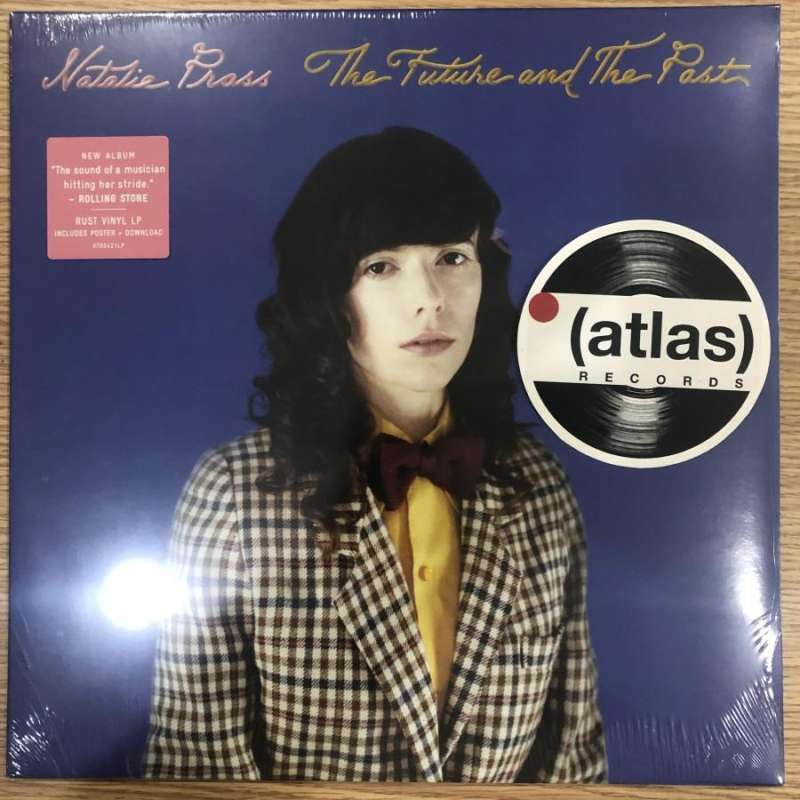 Natalie Prass The Future and The Past
NEW ALBUM
"The sound of a musician
hitting her stride."
– ROLLING STONE
RUST VINYL LP
INCLUDES POSTER + DOWNLOAD
(atlas)
RECORDS